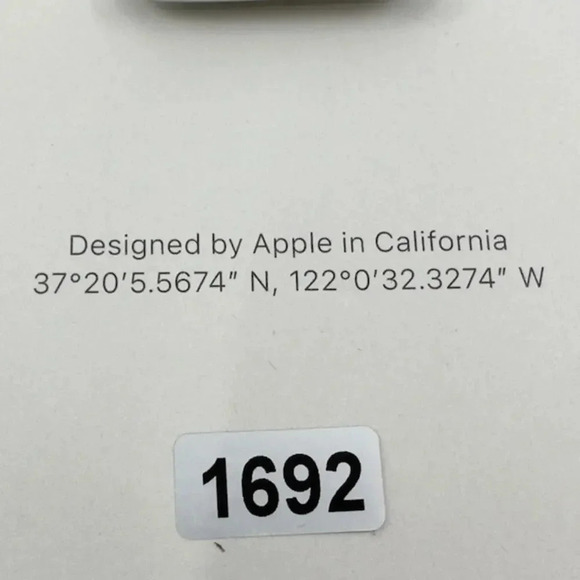 Designed by Apple in California
37°20′5.5674″ N, 122°0′32.3274″ W
1692